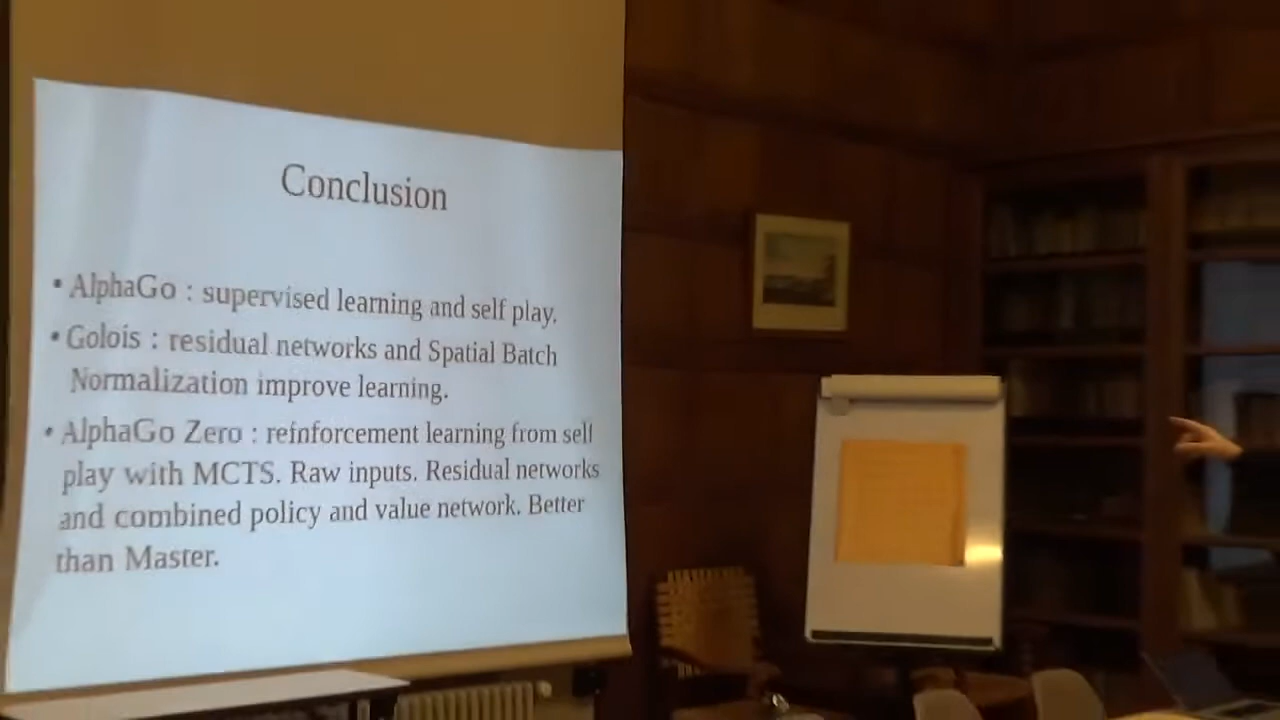 Conclusion
• AlphaGo : supervised learning and self play.
• Golois : residual networks and Spatial Batch
Normalization improve learning.
• AlphaGo Zero : reinforcement learning from self
play with MCTS. Raw inputs. Residual networks
and combined policy and value network. Better
than Master.